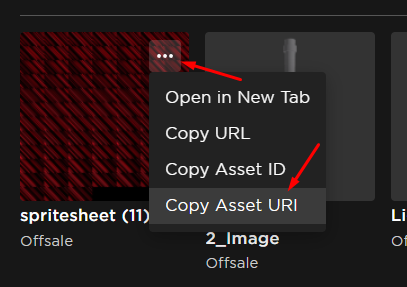 Open in New Tab
Copy URL
Copy Asset ID
Copy Asset URI
spritesheet (11)
Offsale
2_Image
Offsale
Li
Of